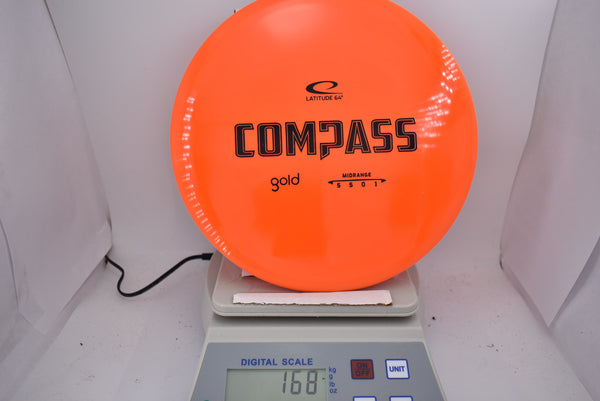 LATITUDE 64°
COMPASS
gold
MIDRANGE
5 5 0 1
DIGITAL SCALE
168
kg
g
lb
oz
ON
OFF
UNIT